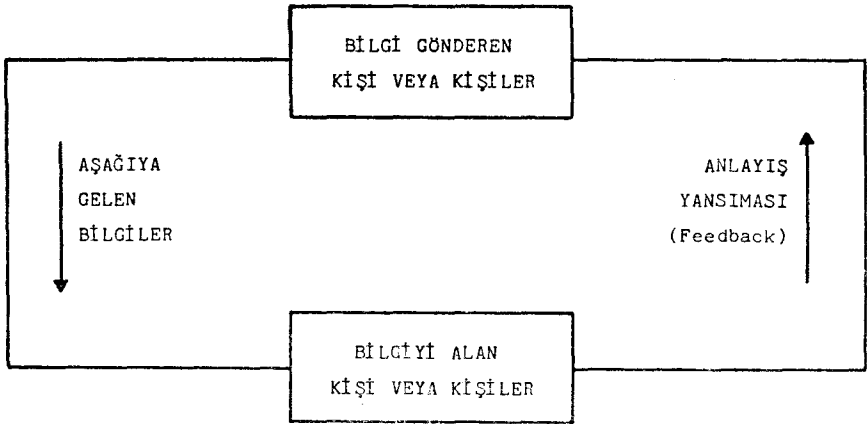 BİLGİ GÖNDEREN
KİŞİ VEYA KİŞİLER
AŞAĞIYA
GELEN
BİLGİLER
ANLAYIŞ
YANSIMASI
(Feedback)
BİLGİYİ ALAN
KİŞİ VEYA KİŞİLER